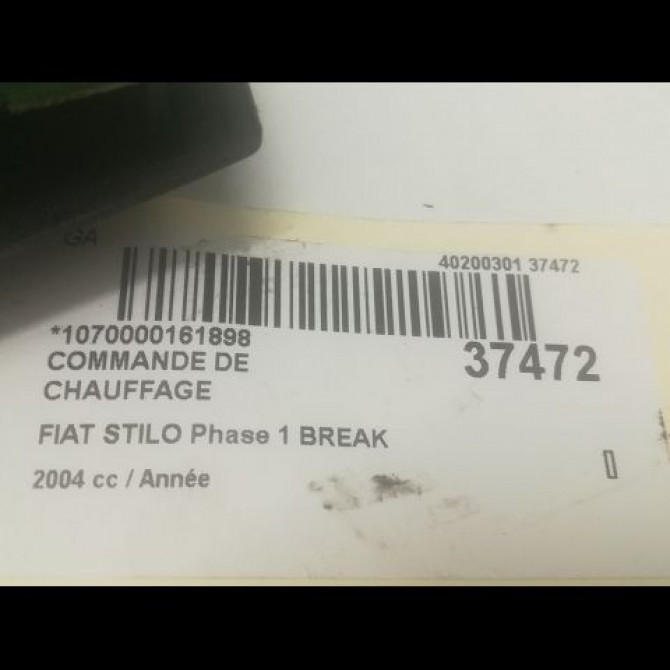 GA
40200301 37472
*1070000161898
37472
COMMANDE DE
CHAUFFAGE
FIAT STILO Phase 1 BREAK
2004 cc / Année